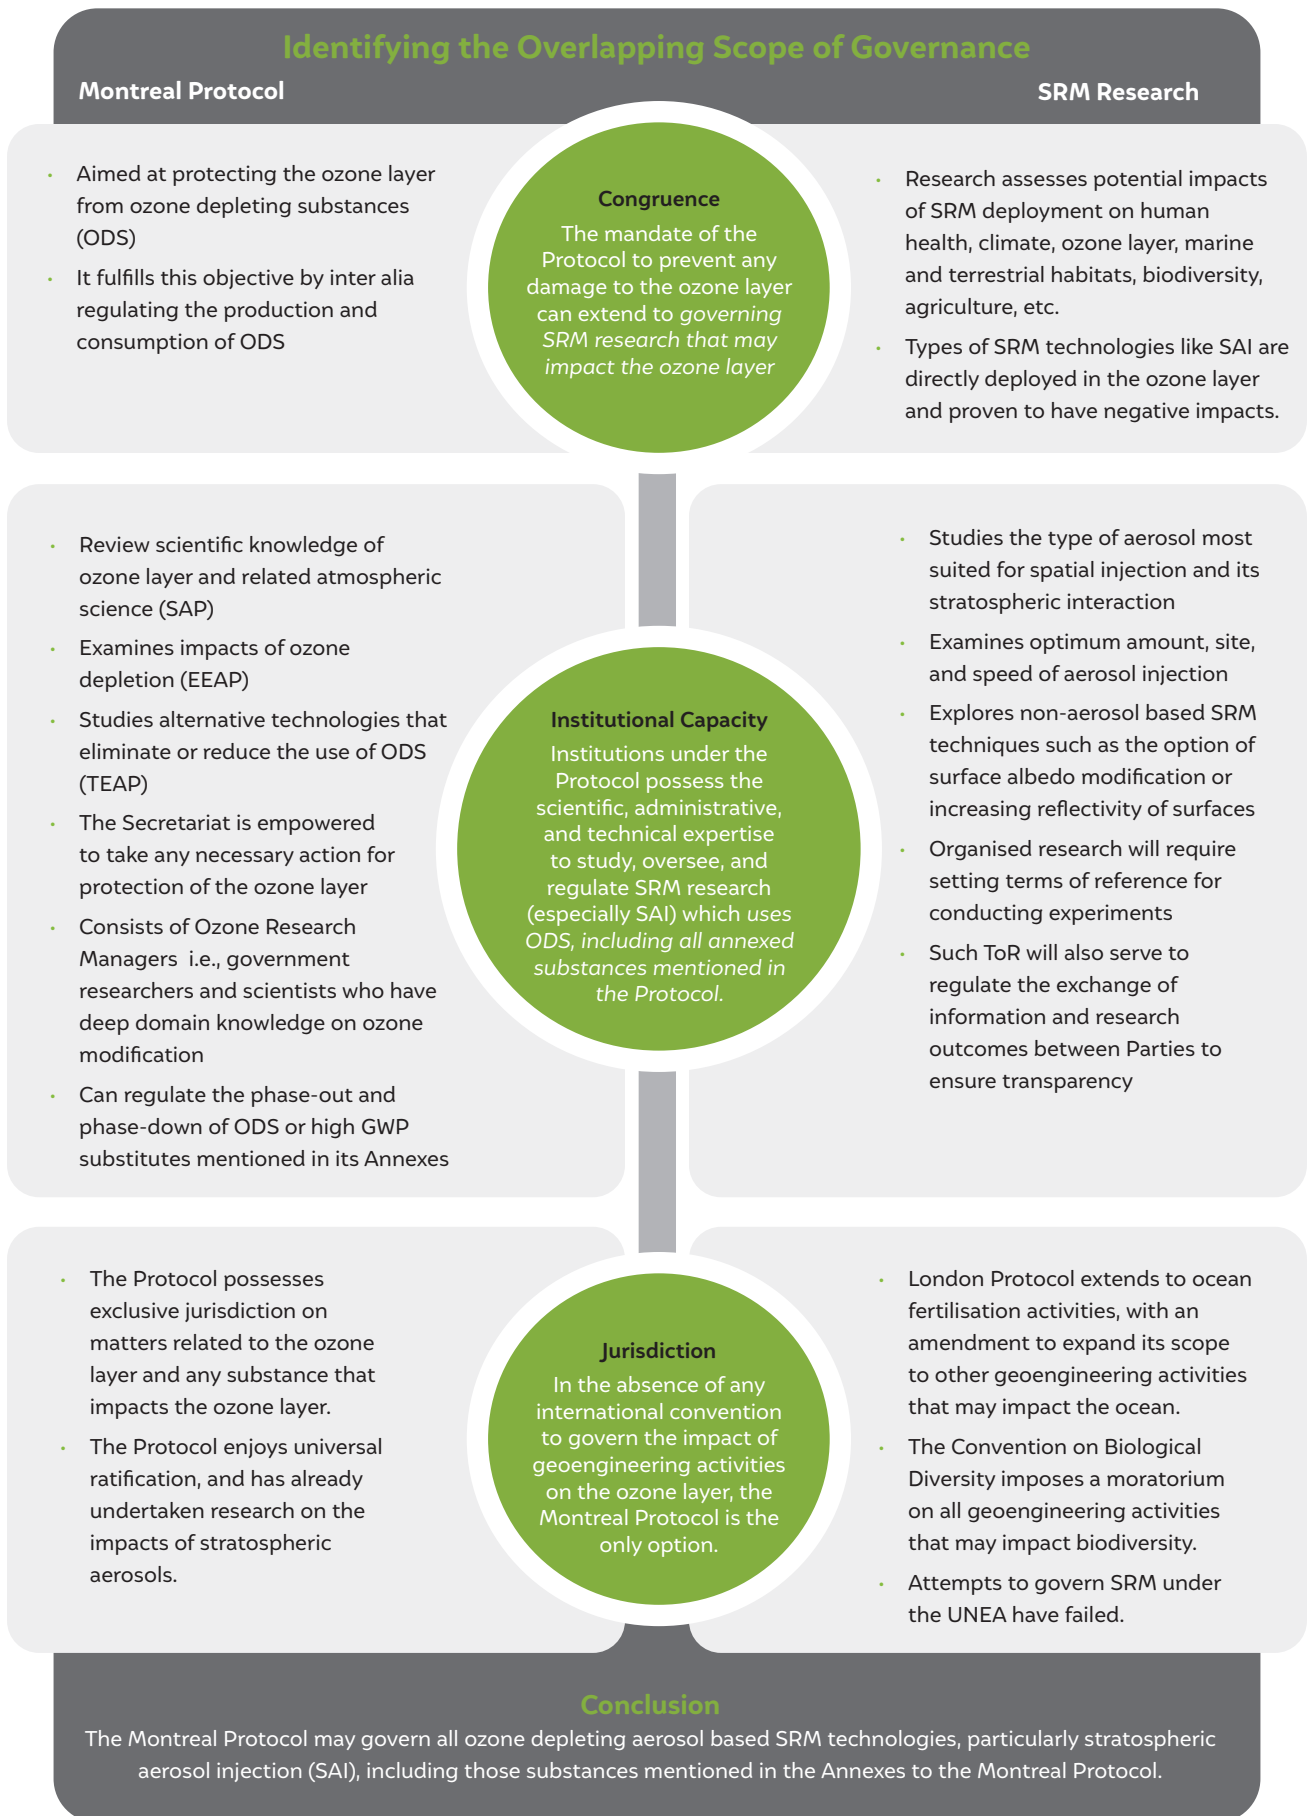 Identifying the Overlapping Scope of Governance
Montreal Protocol
SRM Research
• Aimed at protecting the ozone layer
from ozone depleting substances
(ODS)
• It fulfills this objective by inter alia
regulating the production and
consumption of ODS
Congruence
The mandate of the
Protocol to prevent any
damage to the ozone layer
can extend to governing
SRM research that may
impact the ozone layer
• Research assesses potential impacts
of SRM deployment on human
health, climate, ozone layer, marine
and terrestrial habitats, biodiversity,
agriculture, etc.
• Types of SRM technologies like SAI are
directly deployed in the ozone layer
and proven to have negative impacts.
• Review scientific knowledge of
ozone layer and related atmospheric
science (SAP)
• Examines impacts of ozone
depletion (EEAP)
• Studies alternative technologies that
eliminate or reduce the use of ODS
(TEAP)
• The Secretariat is empowered
to take any necessary action for
protection of the ozone layer
• Consists of Ozone Research
Managers i.e., government
researchers and scientists who have
deep domain knowledge on ozone
modification
• Can regulate the phase-out and
phase-down of ODS or high GWP
substitutes mentioned in its Annexes
Institutional Capacity
Institutions under the
Protocol possess the
scientific, administrative,
and technical expertise
to study, oversee, and
regulate SRM research
(especially SAI) which uses
ODS, including all annexed
substances mentioned in
the Protocol.
• Studies the type of aerosol most
suited for spatial injection and its
stratospheric interaction
• Examines optimum amount, site,
and speed of aerosol injection
• Explores non-aerosol based SRM
techniques such as the option of
surface albedo modification or
increasing reflectivity of surfaces
• Organised research will require
setting terms of reference for
conducting experiments
• Such ToR will also serve to
regulate the exchange of
information and research
outcomes between Parties to
ensure transparency
• The Protocol possesses
exclusive jurisdiction on
matters related to the ozone
layer and any substance that
impacts the ozone layer.
• The Protocol enjoys universal
ratification, and has already
undertaken research on the
impacts of stratospheric
aerosols.
Jurisdiction
In the absence of any
international convention
to govern the impact of
geoengineering activities
on the ozone layer, the
Montreal Protocol is the
only option.
• London Protocol extends to ocean
fertilisation activities, with an
amendment to expand its scope
to other geoengineering activities
that may impact the ocean.
• The Convention on Biological
Diversity imposes a moratorium
on all geoengineering activities
that may impact biodiversity.
• Attempts to govern SRM under
the UNEA have failed.
Conclusion
The Montreal Protocol may govern all ozone depleting aerosol based SRM technologies, particularly stratospheric
aerosol injection (SAI), including those substances mentioned in the Annexes to the Montreal Protocol.